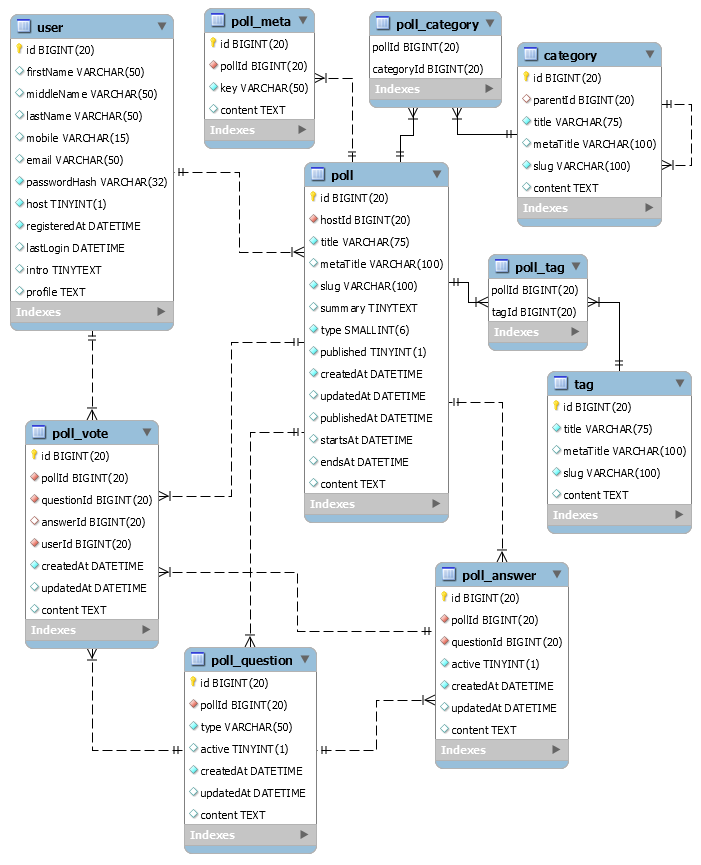 user
id BIGINT(20)
firstName VARCHAR(50)
middleName VARCHAR(50)
lastName VARCHAR(50)
mobile VARCHAR(15)
email VARCHAR(50)
passwordHash VARCHAR(32)
host TINYINT(1)
registeredAt DATETIME
lastLogin DATETIME
intro TINYTEXT
profile TEXT
Indexes
poll_meta
id BIGINT(20)
pollId BIGINT(20)
key VARCHAR(50)
content TEXT
Indexes
poll_category
pollId BIGINT(20)
categoryId BIGINT(20)
Indexes
category
id BIGINT(20)
parentId BIGINT(20)
title VARCHAR(75)
metaTitle VARCHAR(100)
slug VARCHAR(100)
content TEXT
Indexes
poll
id BIGINT(20)
hostId BIGINT(20)
title VARCHAR(75)
metaTitle VARCHAR(100)
slug VARCHAR(100)
summary TINYTEXT
type SMALLINT(6)
published TINYINT(1)
createdAt DATETIME
updatedAt DATETIME
publishedAt DATETIME
startsAt DATETIME
endsAt DATETIME
content TEXT
Indexes
poll_tag
pollId BIGINT(20)
tagId BIGINT(20)
Indexes
tag
id BIGINT(20)
title VARCHAR(75)
metaTitle VARCHAR(100)
slug VARCHAR(100)
content TEXT
Indexes
poll_vote
id BIGINT(20)
pollId BIGINT(20)
questionId BIGINT(20)
answerId BIGINT(20)
userId BIGINT(20)
createdAt DATETIME
updatedAt DATETIME
content TEXT
Indexes
poll_answer
id BIGINT(20)
pollId BIGINT(20)
questionId BIGINT(20)
active TINYINT(1)
createdAt DATETIME
updatedAt DATETIME
content TEXT
Indexes
poll_question
id BIGINT(20)
pollId BIGINT(20)
type VARCHAR(50)
active TINYINT(1)
createdAt DATETIME
updatedAt DATETIME
content TEXT
Indexes